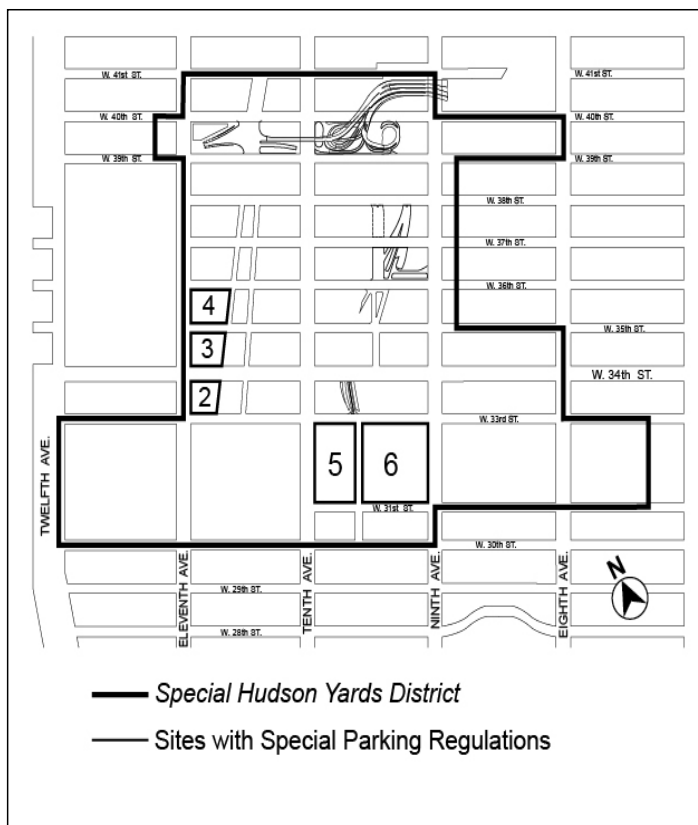 W. 41st ST.
W. 41st ST.
W. 40th ST.
W. 40th ST.
W. 39th ST.
W. 39th ST.
W. 38th ST.
W. 37th ST.
W. 36th ST.
4
W. 35th ST.
3
W. 34th ST.
2
W. 33rd ST.
5
6
TWELFTH AVE.
W. 31st ST.
W. 30th ST.
ELEVENTH AVE.
TENTH AVE.
NINTH AVE.
EIGHTH AVE.
N
W. 29th ST.
W. 28th ST.
Special Hudson Yards District
Sites with Special Parking Regulations